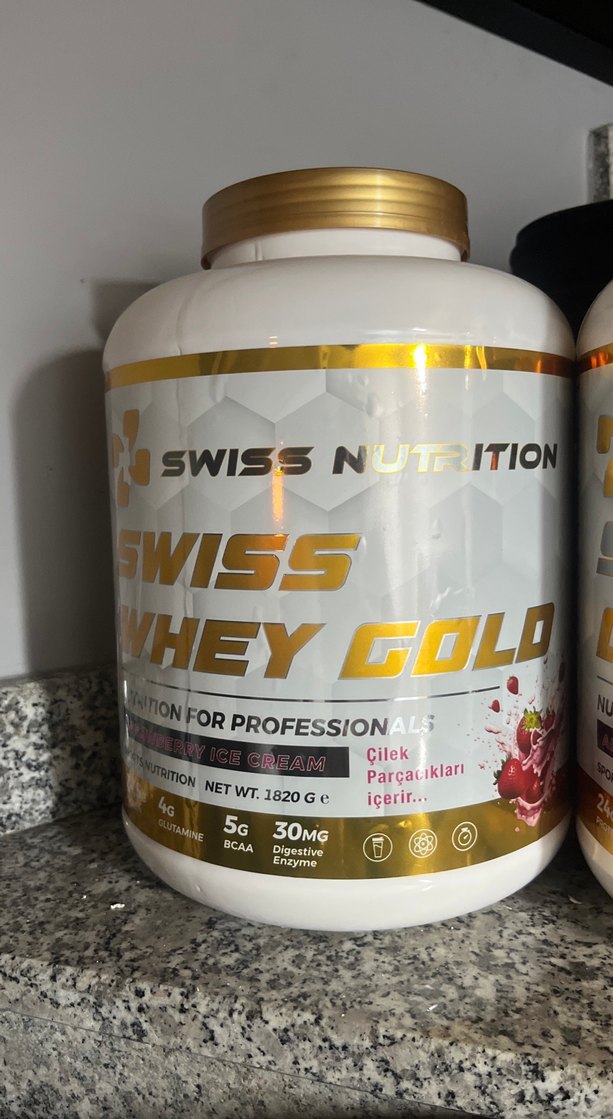 SWISS NUTRITION
SWISS
WHEY GOLD
FOR PROFESSIONALS
ICE CREAM
Çilek
Parçacıkları
içerir...
NUTRITION NET WT. 1820 G e
4G
GLUTAMINE
5G
BCAA
30MG
Digestive
Enzyme